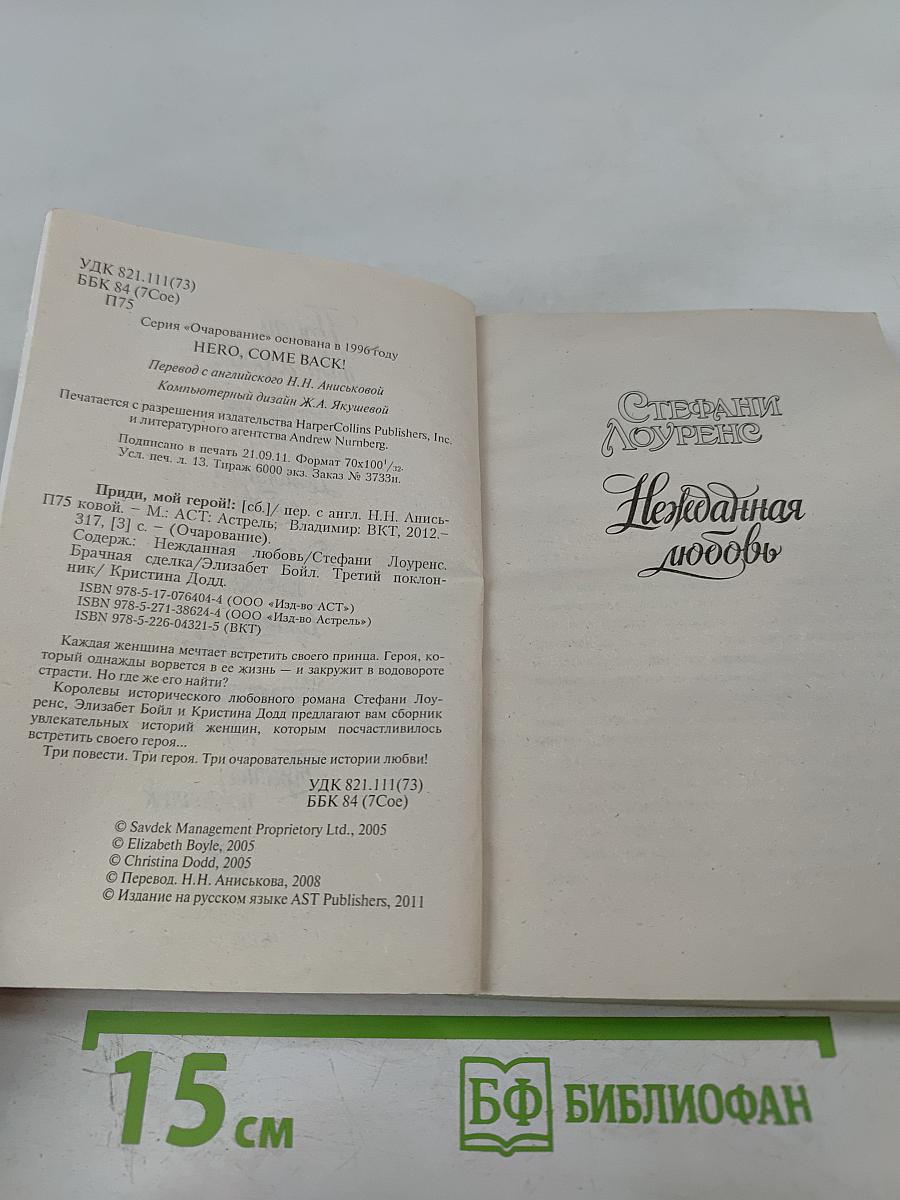 УДК 821.111(73)
ББК 84 (7Сое)
П75
Серия «Очарование» основана в 1996 году
HERO, COME BACK!
Перевод с английского Н.Н. Аниськовой
Компьютерный дизайн Ж.А. Якушевой
Печатается с разрешения издательства HarperCollins Publishers, Inc.
и литературного агентства Andrew Nurnberg.
Подписано в печать 21.09.11. Формат 70х100¹/₃₂.
Усл. печ. л. 13. Тираж 6000 экз. Заказ № 3733и.
Приди, мой герой!: [сб.]/ пер. с англ. Н.Н. Анись-
П75 ковой. – М.: АСТ: Астрель; Владимир: ВКТ, 2012.–
317, [3] с. – (Очарование).
Содерж.: Нежданная любовь/Стефани Лоуренс.
Брачная сделка/Элизабет Бойл. Третий поклон-
ник/ Кристина Додд.
ISBN 978-5-17-076404-4 (ООО «Изд-во АСТ»)
ISBN 978-5-271-38624-4 (ООО «Изд-во Астрель»)
ISBN 978-5-226-04321-5 (ВКТ)
Каждая женщина мечтает встретить своего принца. Героя, ко-
торый однажды ворвется в ее жизнь — и закружит в водовороте
страсти. Но где же его найти?
Королевы исторического любовного романа Стефани Лоу-
ренс, Элизабет Бойл и Кристина Додд предлагают вам сборник
увлекательных историй женщин, которым посчастливилось
встретить своего героя...
Три повести. Три героя. Три очаровательные истории любви!
УДК 821.111(73)
ББК 84 (7Сое)
© Savdek Management Proprietory Ltd., 2005
© Elizabeth Boyle, 2005
© Christina Dodd, 2005
© Перевод. Н.Н. Аниськова, 2008
© Издание на русском языке AST Publishers, 2011
Стефани
Лоуренс
Нежданная
любовь
15 см
БФ БИБЛИОФАН